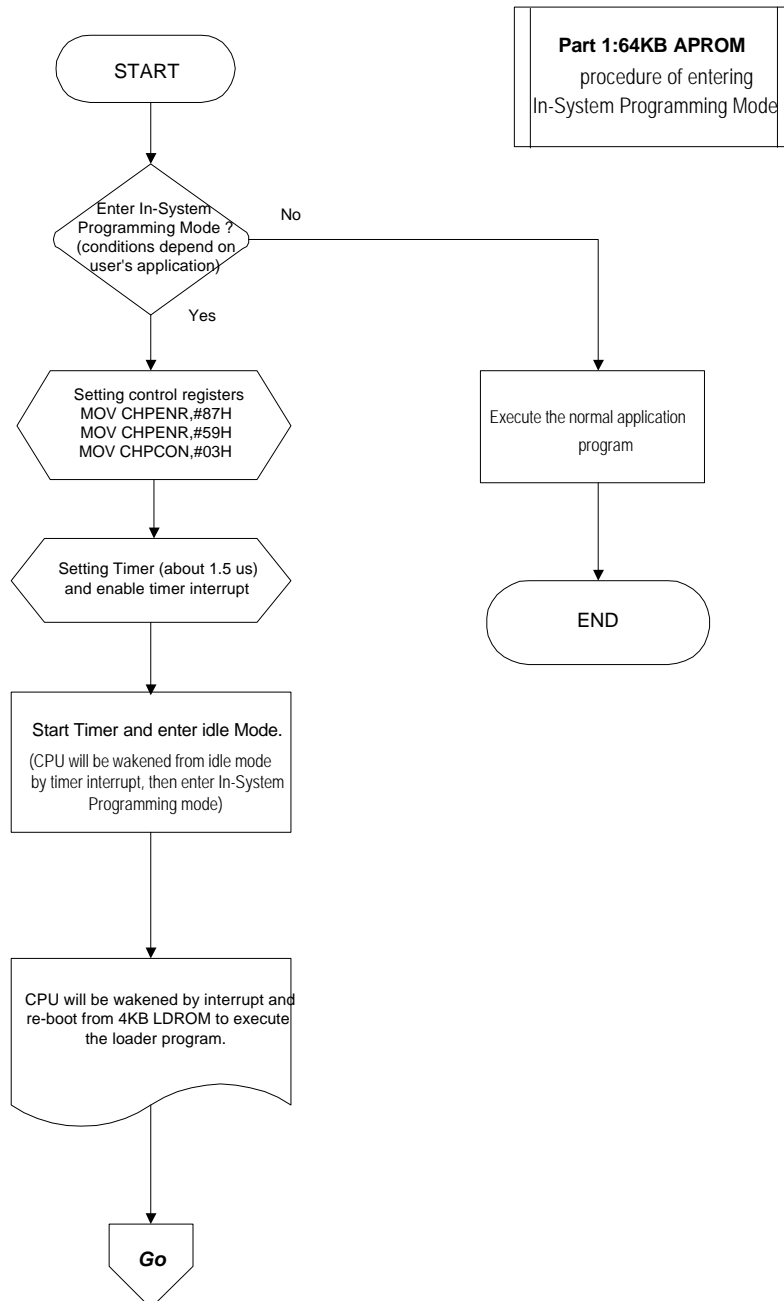 START
Part 1:64KB APROM
procedure of entering
In-System Programming Mode
Enter In-System
Programming Mode ?
(conditions depend on
user's application)
No
Yes
Setting control registers
MOV CHPENR,#87H
MOV CHPENR,#59H
MOV CHPCON,#03H
Execute the normal application
program
Setting Timer (about 1.5 us)
and enable timer interrupt
END
Start Timer and enter idle Mode.
(CPU will be wakened from idle mode
by timer interrupt, then enter In-System
Programming mode)
CPU will be wakened by interrupt and
re-boot from 4KB LDROM to execute
the loader program.
Go